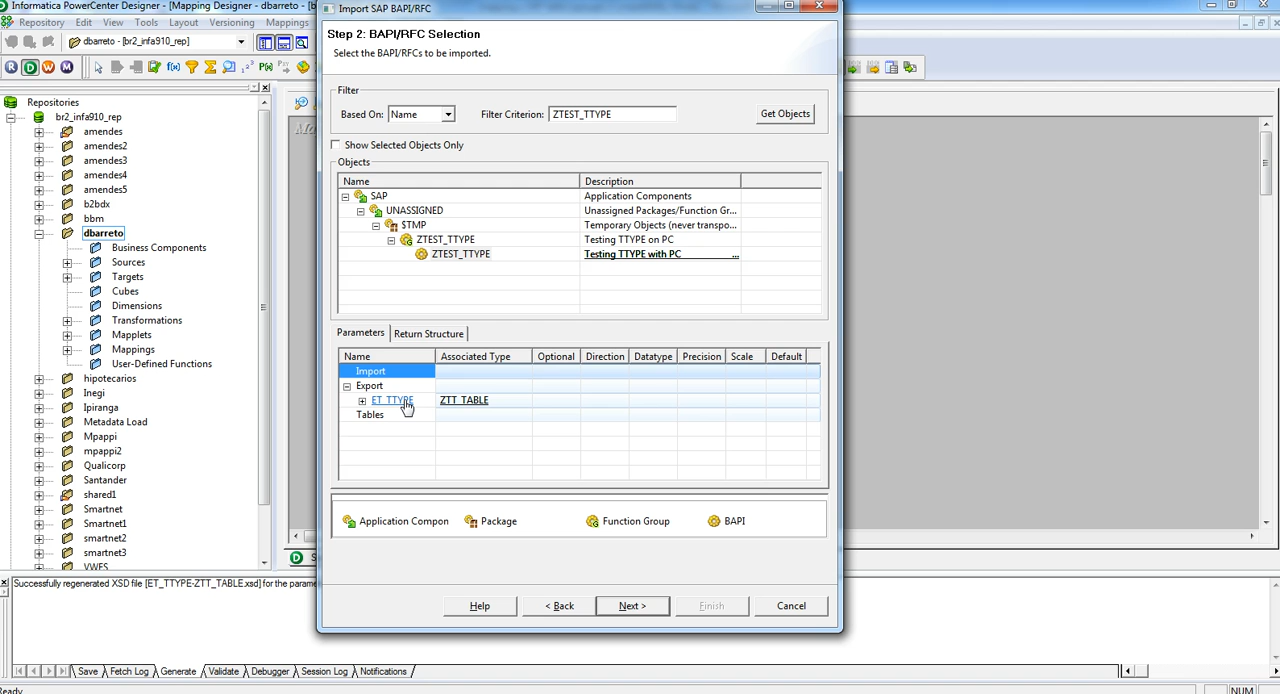 Informatica PowerCenter Designer - [Mapping Designer - dbarreto - [b
Import SAP BAPI/RFC
Repository Edit View Tools Layout Versioning Mappings
dbarreto - [br2_infa910_rep]
Step 2: BAPI/RFC Selection
Select the BAPI/RFCs to be imported.
Filter
Based On: Name Filter Criterion: ZTEST_TTYPE Get Objects
Show Selected Objects Only
Objects
Name Description
SAP Application Components
UNASSIGNED Unassigned Packages/Function Gr...
$TMP Temporary Objects (never transpo...
ZTEST_TTYPE Testing TTYPE on PC
ZTEST_TTYPE Testing TTYPE with PC ...
Parameters Return Structure
Name Associated Type Optional Direction Datatype Precision Scale Default
Import
Export
ET_TTYPE ZTT_TABLE
Tables
Application Compon Package Function Group BAPI
Help < Back Next > Finish Cancel
Repositories
br2_infa910_rep
amendes
amendes2
amendes3
amendes4
amendes5
b2bdx
bbm
dbarreto
Business Components
Sources
Targets
Cubes
Dimensions
Transformations
Mapplets
Mappings
User-Defined Functions
hipotecarios
Inegi
Ipiranga
Metadata Load
Mpappi
mpappi2
Qualicorp
Santander
shared1
Smartnet
Smartnet1
smartnet2
smartnet3
VWFS
Successfully regenerated XSD file [ET_TTYPE-ZTT_TABLE.xsd] for the parame
Save Fetch Log Generate Validate Debugger Session Log Notifications
Ready
NUM